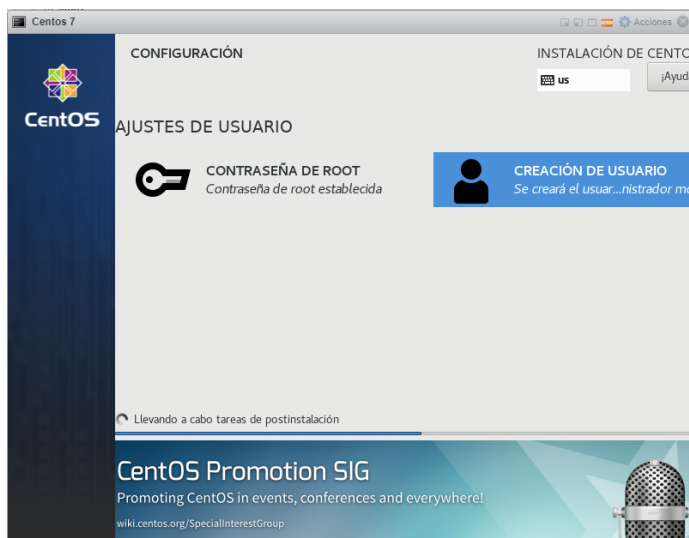 Centos 7
Acciones
CONFIGURACIÓN
INSTALACIÓN DE CENTO
us
¡Ayud
CentOS
AJUSTES DE USUARIO
CONTRASEÑA DE ROOT
Contraseña de root establecida
CREACIÓN DE USUARIO
Se creará el usuar...nistrador mo
Llevando a cabo tareas de postinstalación
CentOS Promotion SIG
Promoting CentOS in events, conferences and everywhere!
wiki.centos.org/SpecialInterestGroup